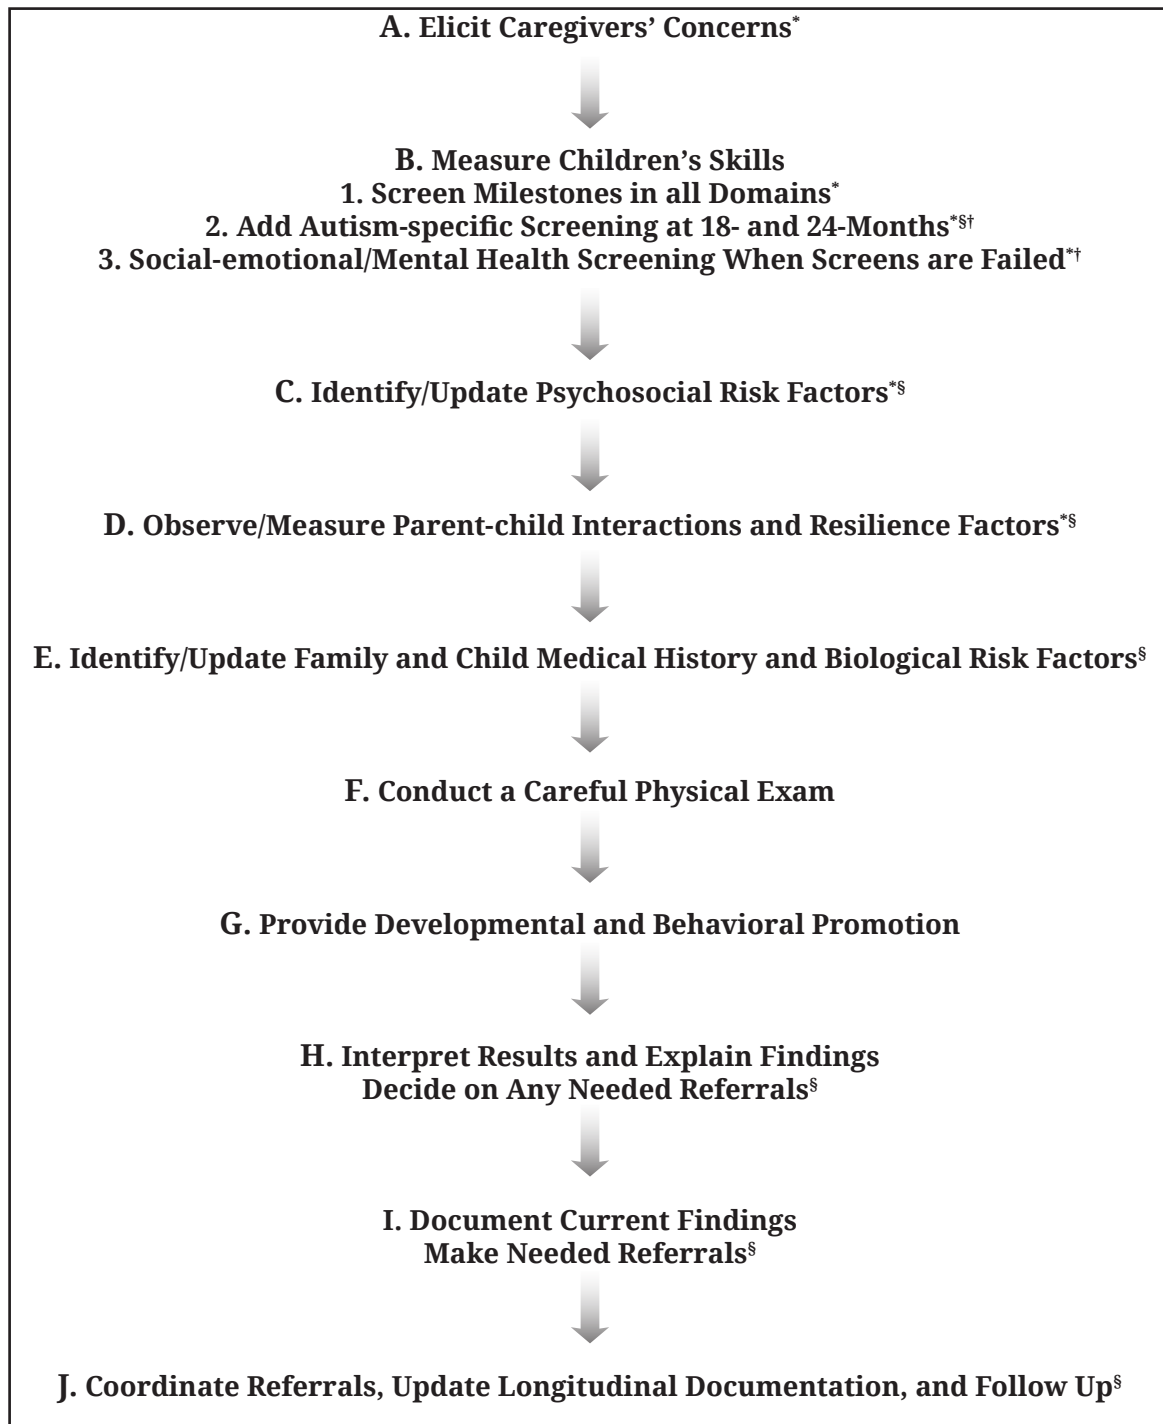 A. Elicit Caregivers’ Concerns*
B. Measure Children’s Skills
1. Screen Milestones in all Domains*
2. Add Autism-specific Screening at 18- and 24-Months*§†
3. Social-emotional/Mental Health Screening When Screens are Failed*†
C. Identify/Update Psychosocial Risk Factors*§
D. Observe/Measure Parent-child Interactions and Resilience Factors*§
E. Identify/Update Family and Child Medical History and Biological Risk Factors§
F. Conduct a Careful Physical Exam
G. Provide Developmental and Behavioral Promotion
H. Interpret Results and Explain Findings
Decide on Any Needed Referrals§
I. Document Current Findings
Make Needed Referrals§
J. Coordinate Referrals, Update Longitudinal Documentation, and Follow Up§